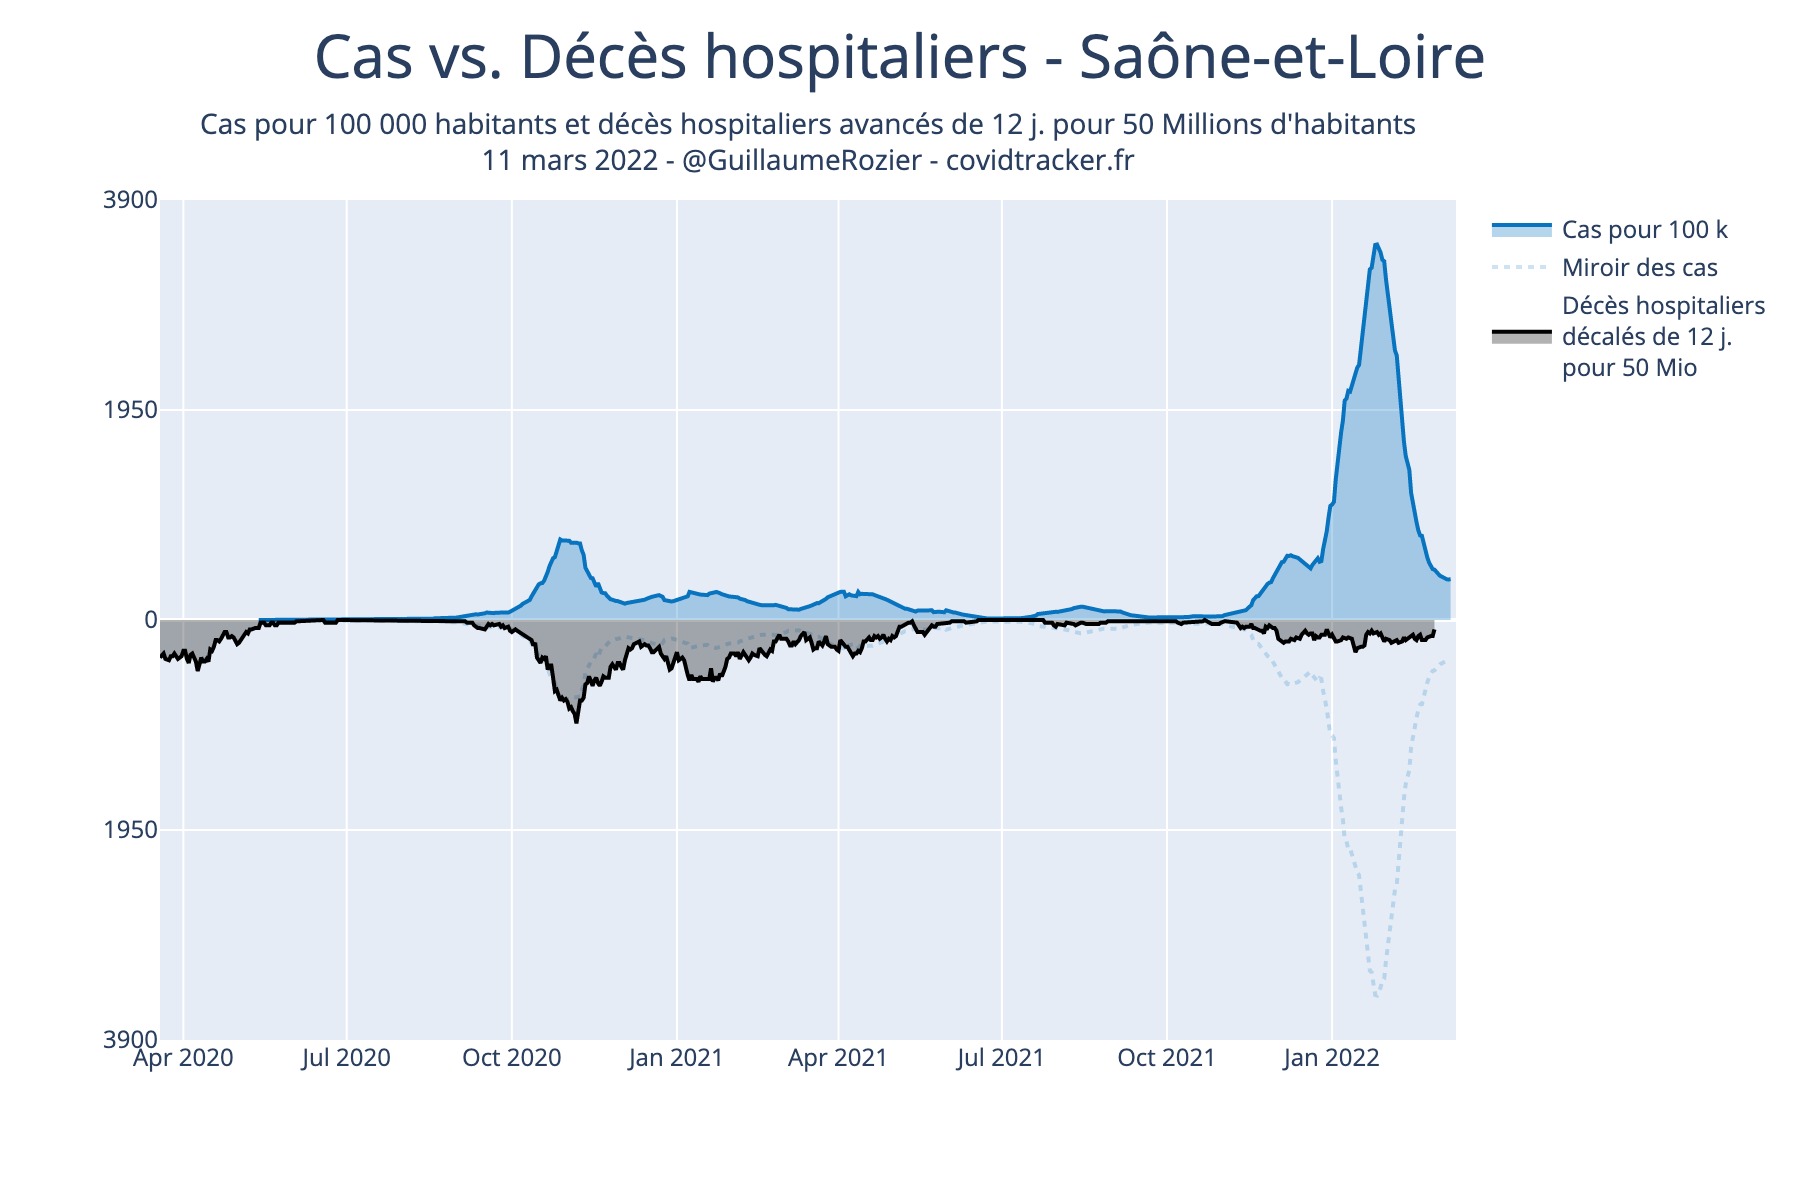 Cas vs. Décès hospitaliers - Saône-et-Loire
Cas pour 100 000 habitants et décès hospitaliers avancés de 12 j. pour 50 Millions d'habitants
11 mars 2022 - @GuillaumeRozier - covidtracker.fr
3900
1950
0
1950
3900
Apr 2020
Jul 2020
Oct 2020
Jan 2021
Apr 2021
Jul 2021
Oct 2021
Jan 2022
Cas pour 100 k
Miroir des cas
Décès hospitaliers
décalés de 12 j.
pour 50 Mio